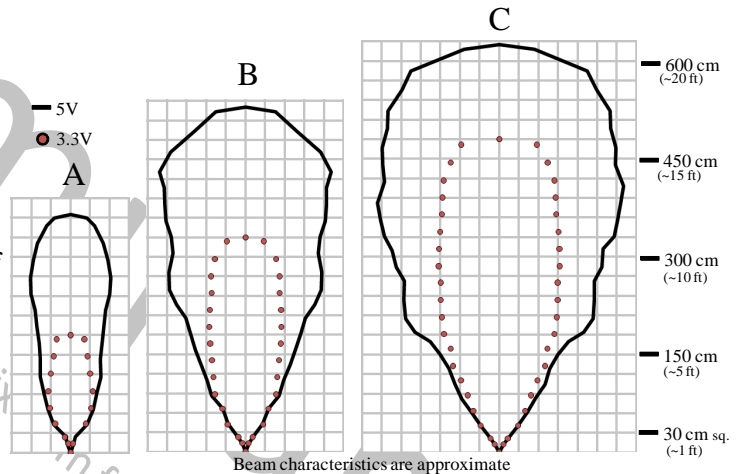 C
600 cm
(~20 ft)
B
5V
3.3V
A
450 cm
(~15 ft)
300 cm
(~10 ft)
150 cm
(~5 ft)
30 cm sq.
(~1 ft)
Beam characteristics are approximate